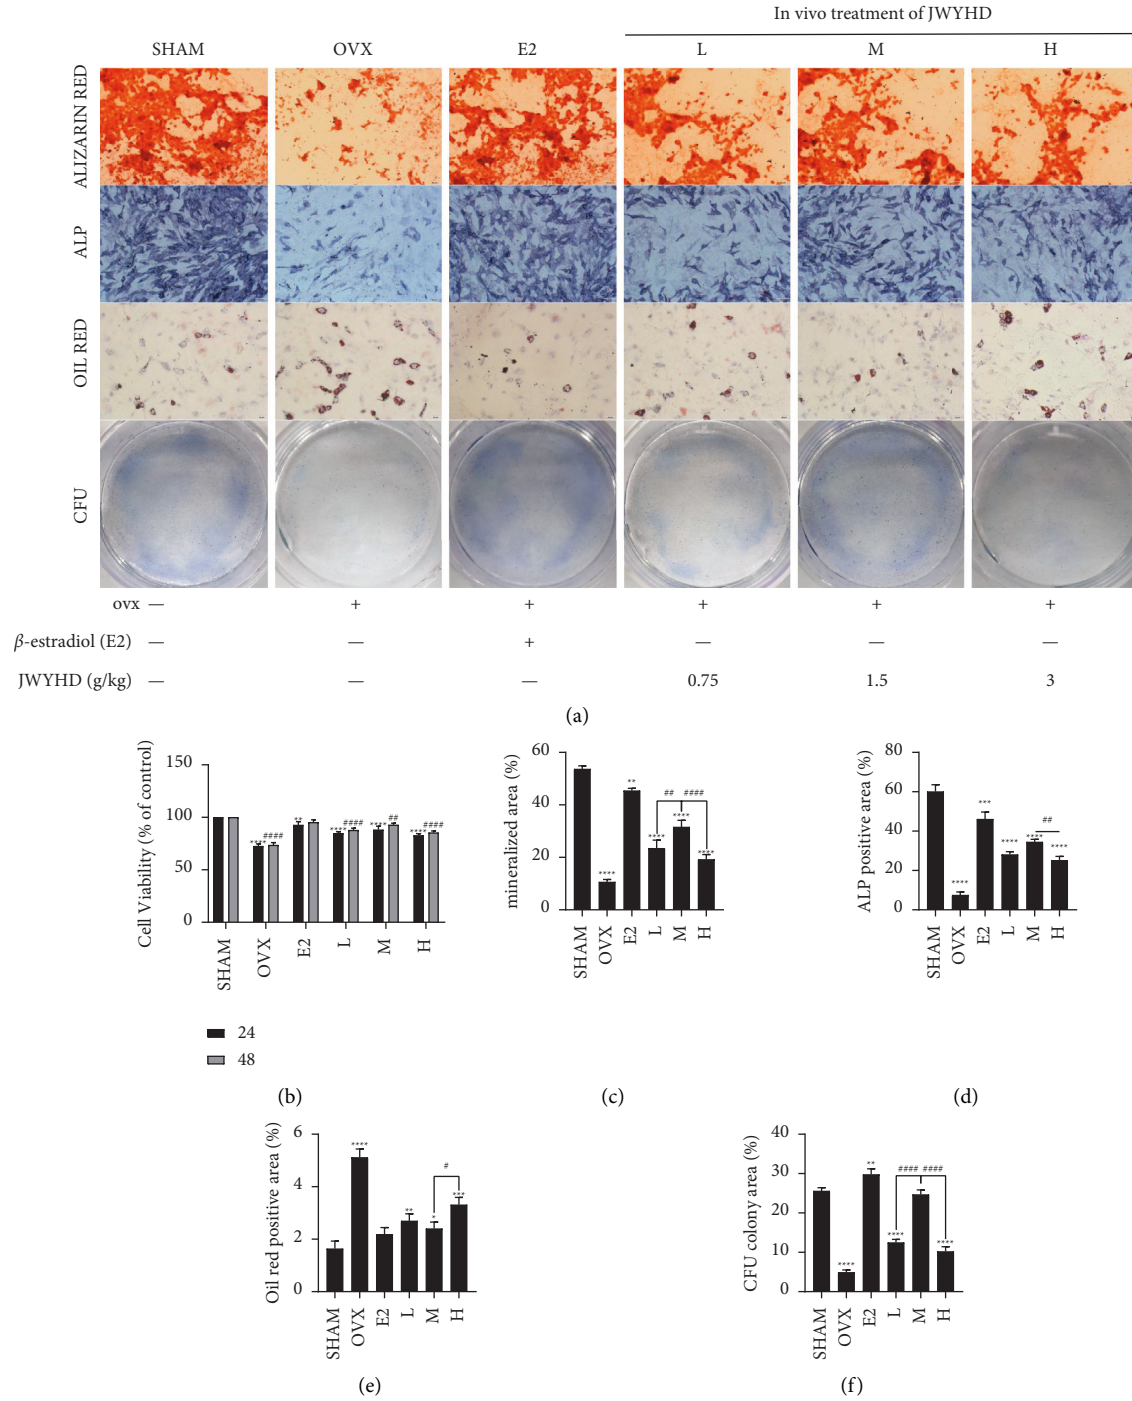 In vivo treatment of JWYHD
SHAM OVX E2 L M H
ALIZARIN RED
ALP
OIL RED
CFU
ovx — + + + + +
β-estradiol (E2) — — + — — —
JWYHD (g/kg) — — — 0.75 1.5 3
(a)
Cell Viability (% of control)
150
100
50
0
** #### #### ##
**** #### **** **** ****
SHAM OVX E2 L M H
24
48
(b)
mineralized area (%)
60
40
20
0
**
## ####
****
**** **** ****
SHAM OVX E2 L M H
(c)
ALP positive area (%)
80
60
40
20
0
***
##
**** **** **** ****
SHAM OVX E2 L M H
(d)
Oil red positive area (%)
6
4
2
0
****
#
** * ***
SHAM OVX E2 L M H
(e)
CFU colony area (%)
40
30
20
10
0
**
#### ####
**** **** ****
SHAM OVX E2 L M H
(f)